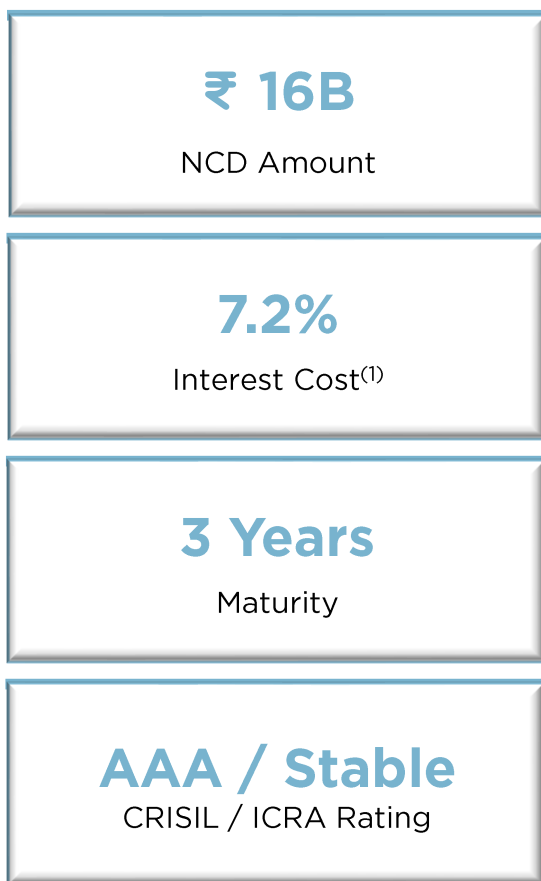 ₹ 16B
NCD Amount
7.2%
Interest Cost(1)
3 Years
Maturity
AAA / Stable
CRISIL / ICRA Rating